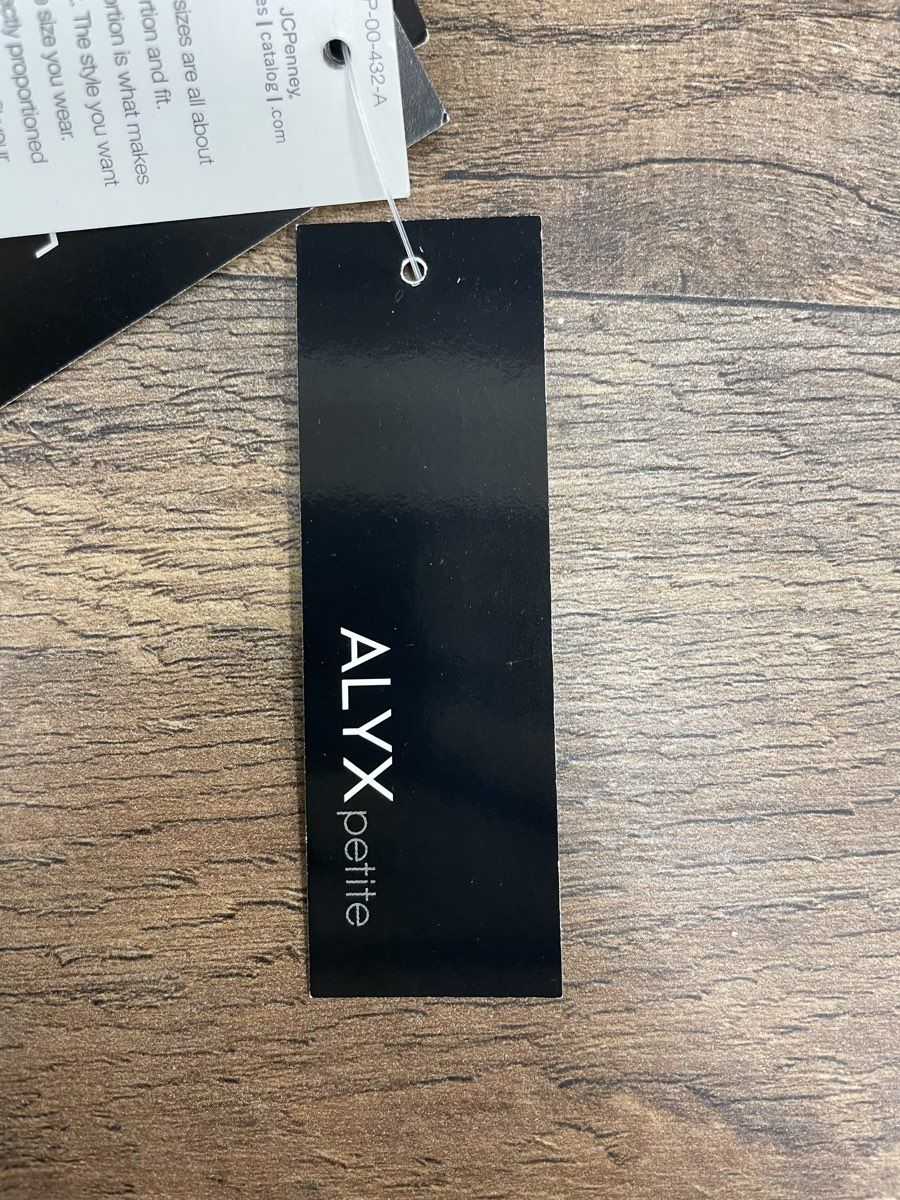 P-00-432-A
JCPenney.
es | catalog | .com
sizes are all about
rtion and fit.
ortion is what makes
. The style you want
size you wear.
ctly proportioned
your
ALYX
petite